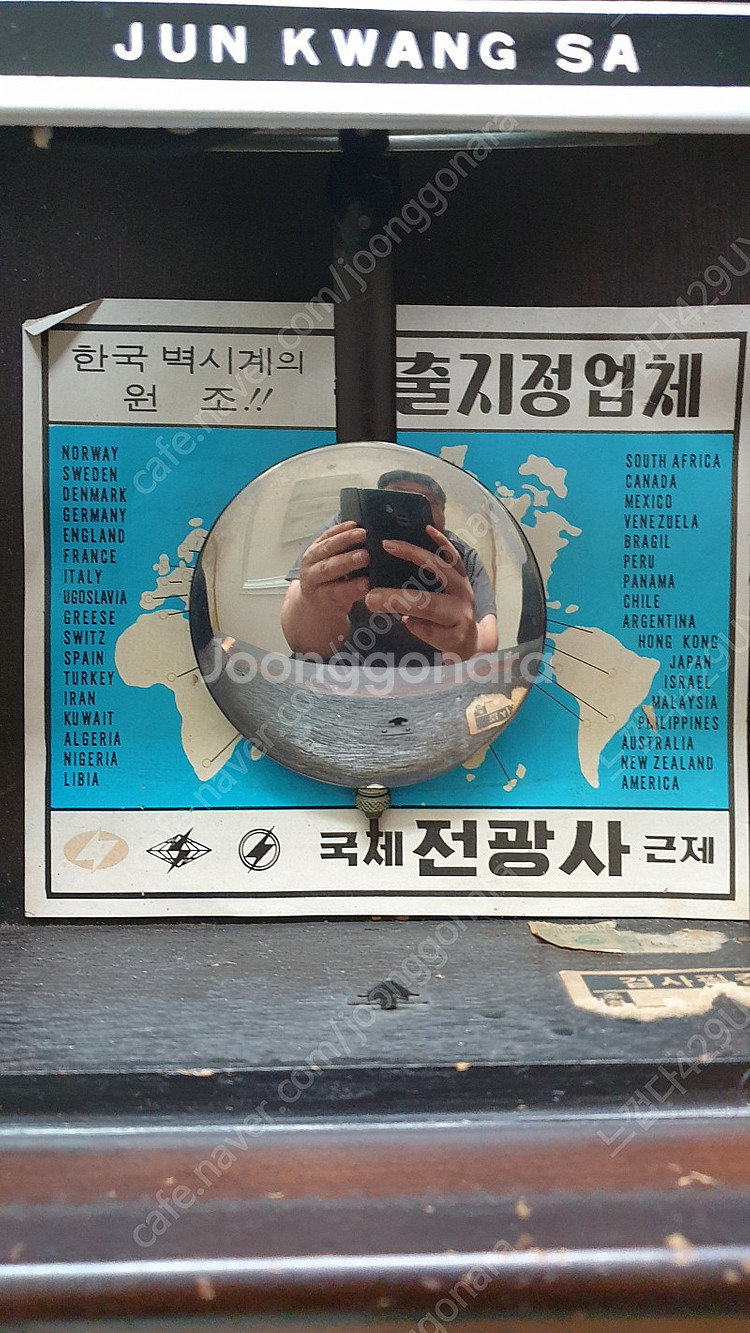 JUN KWANG SA
한국 벽시계의
원 조!!
출지정업체
NORWAY
SWEDEN
DENMARK
GERMANY
ENGLAND
FRANCE
ITALY
UGOSLAVIA
GREESE
SWITZ
SPAIN
TURKEY
IRAN
KUWAIT
ALGERIA
NIGERIA
LIBIA
SOUTH AFRICA
CANADA
MEXICO
VENEZUELA
BRAGIL
PERU
PANAMA
CHILE
ARGENTINA
HONG KONG
JAPAN
ISRAEL
MALAYSIA
PHILIPPINES
AUSTRALIA
NEW ZEALAND
AMERICA
국제 전광사 근제
Joonggonara
cafe.naver.com/joonggonara